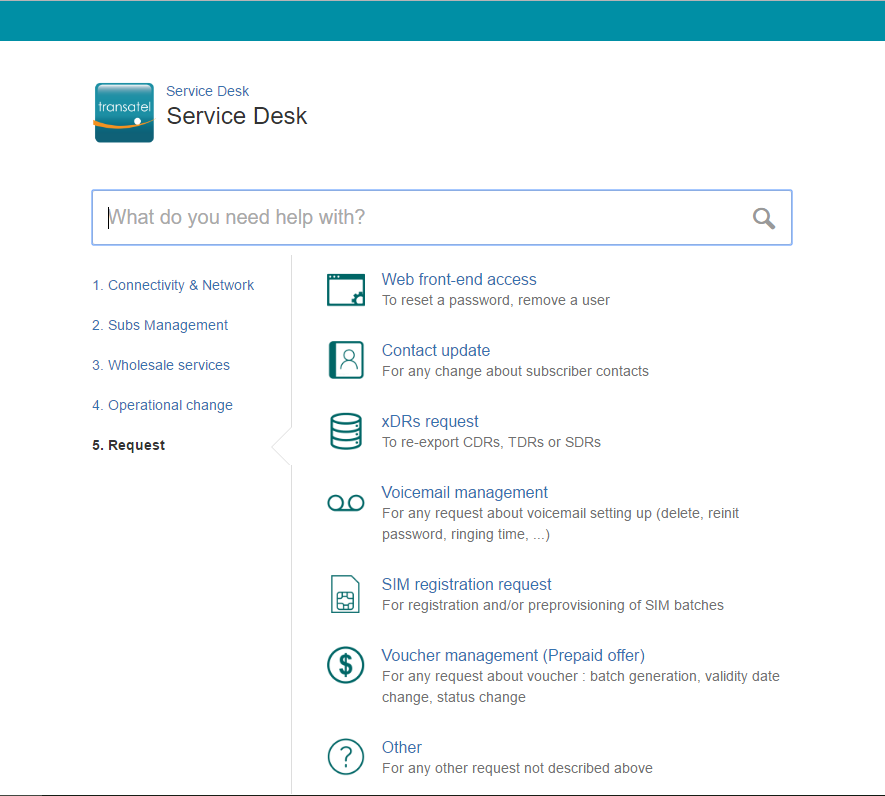 transatel
Service Desk
Service Desk
What do you need help with?
1. Connectivity & Network
2. Subs Management
3. Wholesale services
4. Operational change
5. Request
Web front-end access
To reset a password, remove a user
Contact update
For any change about subscriber contacts
xDRs request
To re-export CDRs, TDRs or SDRs
Voicemail management
For any request about voicemail setting up (delete, reinit
password, ringing time, ...)
SIM registration request
For registration and/or preprovisioning of SIM batches
$
Voucher management (Prepaid offer)
For any request about voucher : batch generation, validity date
change, status change
?
Other
For any other request not described above